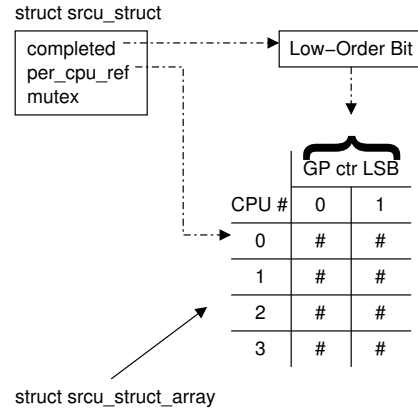 struct srcu_struct
completed
per_cpu_ref
mutex
Low−Order Bit
GP ctr LSB
CPU # 0 1
0 # #
1 # #
2 # #
3 # #
struct srcu_struct_array